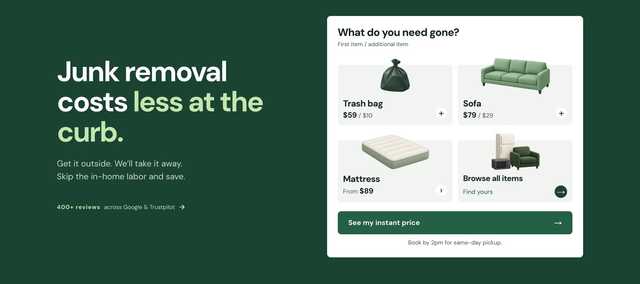 Junk removal
costs less at the
curb.
Get it outside. We'll take it away.
Skip the in-home labor and save.
400+ reviews across Google & Trustpilot →
What do you need gone?
First item / additional item
Trash bag
$59 / $10
+
Sofa
$79 / $29
+
Mattress
From $89
›
Browse all items
Find yours →
See my instant price →
Book by 2pm for same-day pickup.